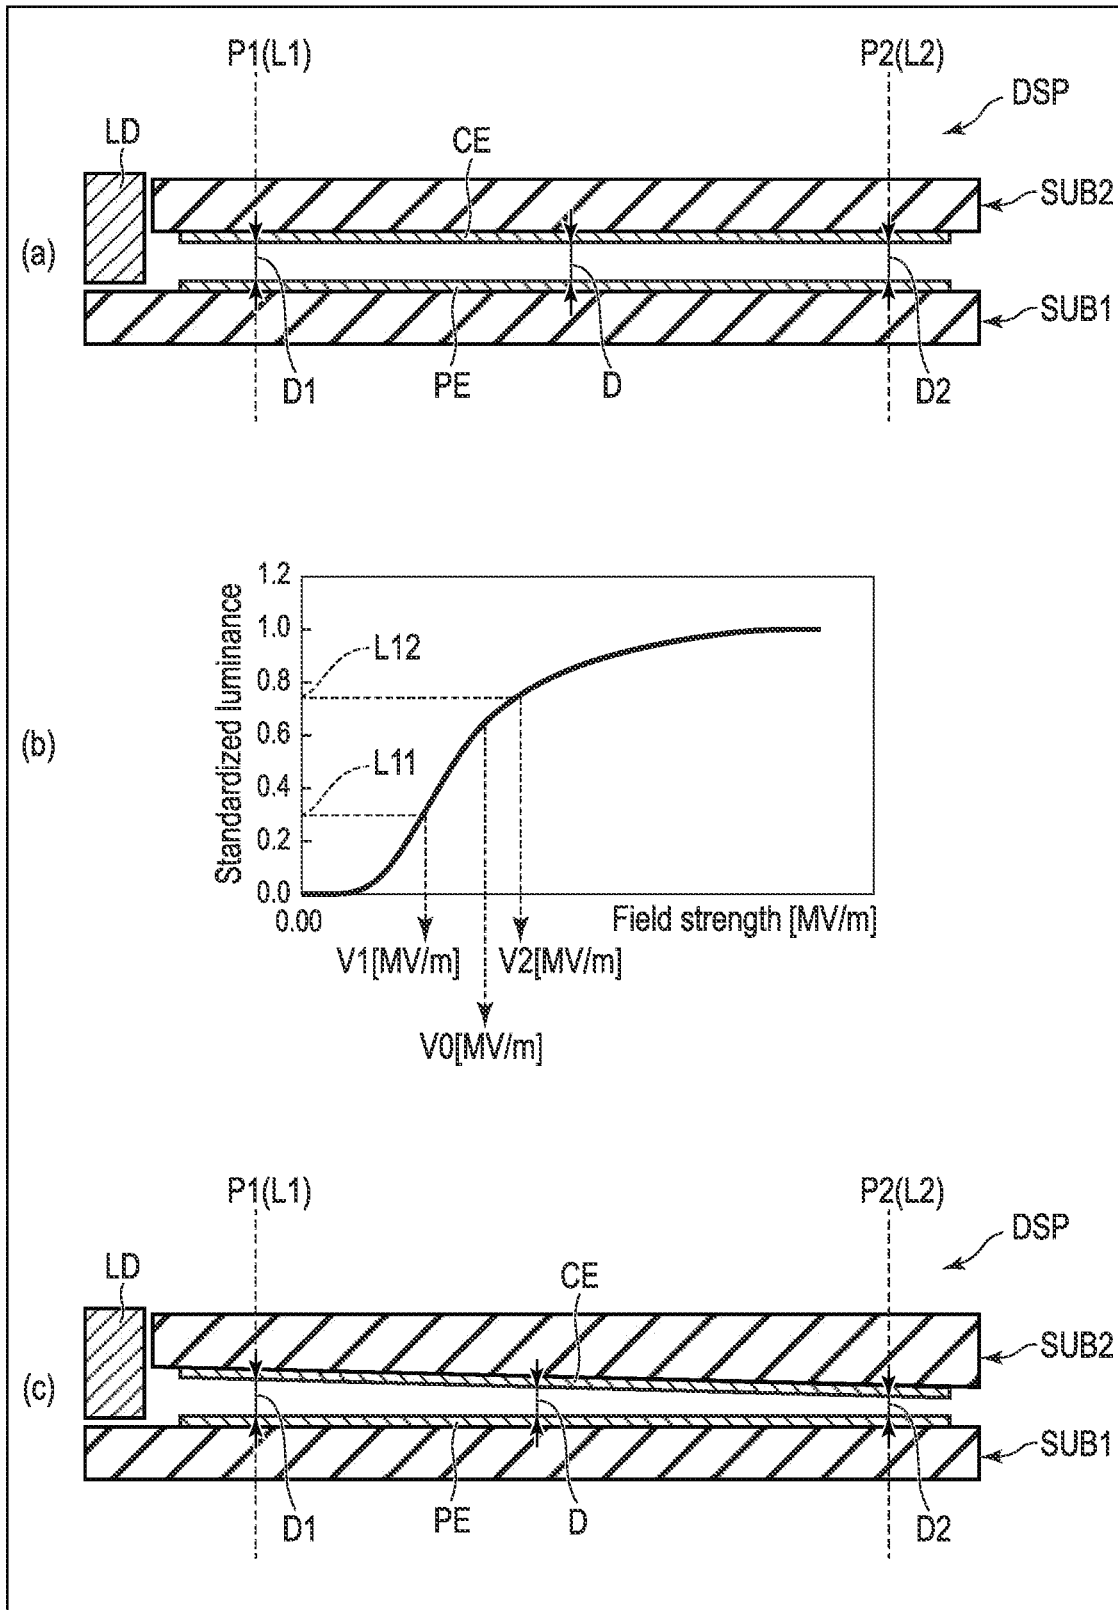 P1(L1)
P2(L2)
DSP
LD
CE
SUB2
(a)
SUB1
D1
PE
D
D2
1.2
1.0
L12
0.8
Standardized luminance
(b)
0.6
L11
0.4
0.2
0.0
0.00
Field strength [MV/m]
V1[MV/m]
V2[MV/m]
V0[MV/m]
P1(L1)
P2(L2)
DSP
LD
CE
SUB2
(c)
SUB1
D1
PE
D
D2